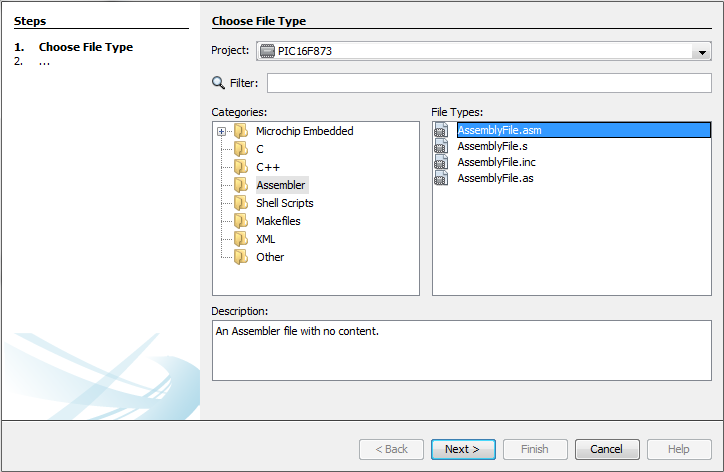 Steps
1. Choose File Type
2. ...
Choose File Type
Project: PIC16F873
Filter:
Categories:
Microchip Embedded
C
C++
Assembler
Shell Scripts
Makefiles
XML
Other
File Types:
AssemblyFile.asm
AssemblyFile.s
AssemblyFile.inc
AssemblyFile.as
Description:
An Assembler file with no content.
< Back Next > Finish Cancel Help